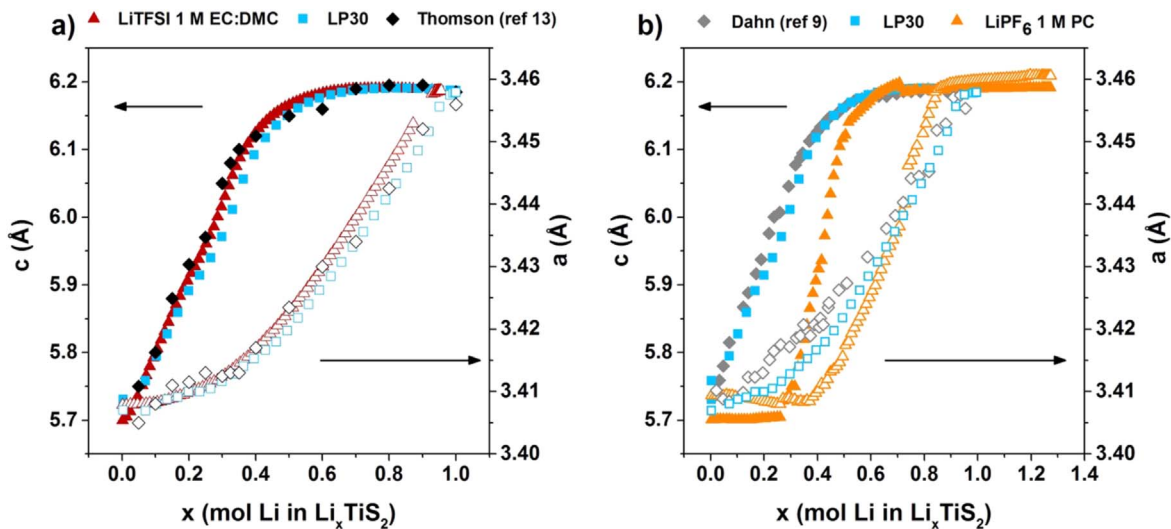 a) LiTFSI 1 M EC:DMC LP30 Thomson (ref 13)
6.2
6.1
6.0
5.9
5.8
5.7
c (Å)
3.46
3.45
3.44
3.43
3.42
3.41
3.40
a (Å)
0.0 0.2 0.4 0.6 0.8 1.0
x (mol Li in LiₓTiS₂)
b) Dahn (ref 9) LP30 LiPF₆ 1 M PC
6.2
6.1
6.0
5.9
5.8
5.7
c (Å)
3.46
3.45
3.44
3.43
3.42
3.41
3.40
a (Å)
0.0 0.2 0.4 0.6 0.8 1.0 1.2 1.4
x (mol Li in LiₓTiS₂)